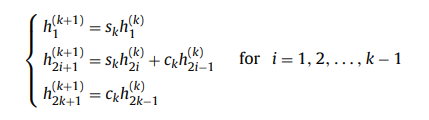 h_1^{(k+1)} = s_k h_1^{(k)}
h_{2i+1}^{(k+1)} = s_k h_{2i}^{(k)} + c_k h_{2i-1}^{(k)} for i = 1, 2, . . . , k − 1
h_{2k+1}^{(k+1)} = c_k h_{2k-1}^{(k)}